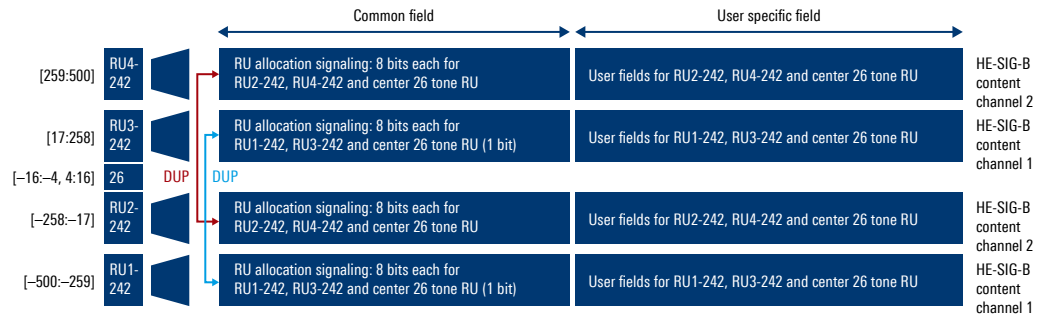 Common field
User specific field
[259:500]
RU4-
242
RU allocation signaling: 8 bits each for
RU2-242, RU4-242 and center 26 tone RU
User fields for RU2-242, RU4-242 and center 26 tone RU
HE-SIG-B
content
channel 2
[17:258]
RU3-
242
RU allocation signaling: 8 bits each for
RU1-242, RU3-242 and center 26 tone RU (1 bit)
User fields for RU1-242, RU3-242 and center 26 tone RU
HE-SIG-B
content
channel 1
[–16:–4, 4:16]
26
DUP
DUP
[–258:–17]
RU2-
242
RU allocation signaling: 8 bits each for
RU2-242, RU4-242 and center 26 tone RU
User fields for RU2-242, RU4-242 and center 26 tone RU
HE-SIG-B
content
channel 2
[–500:–259]
RU1-
242
RU allocation signaling: 8 bits each for
RU1-242, RU3-242 and center 26 tone RU (1 bit)
User fields for RU1-242, RU3-242 and center 26 tone RU
HE-SIG-B
content
channel 1